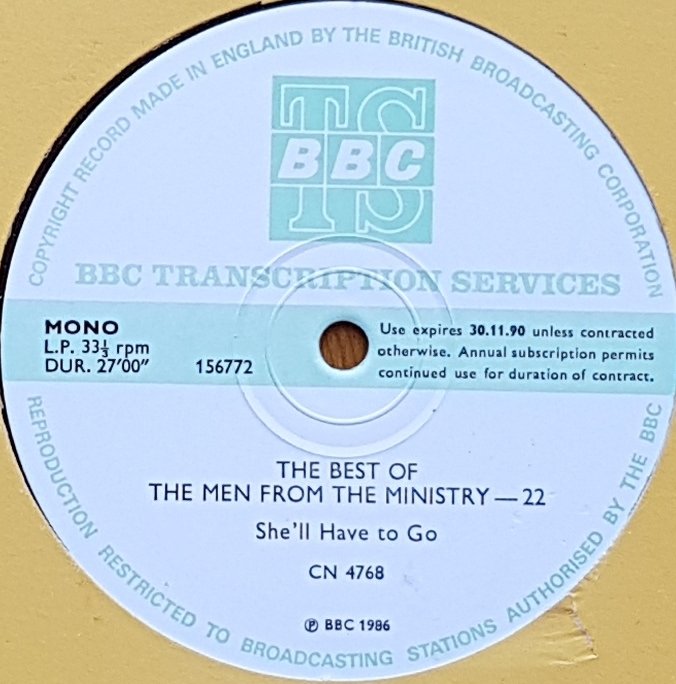 COPYRIGHT RECORD MADE IN ENGLAND BY THE BRITISH BROADCASTING CORPORATION
TS
BBC
BBC TRANSCRIPTION SERVICES
MONO
L.P. 33⅓ rpm
DUR. 27'00"
156772
Use expires 30.11.90 unless contracted
otherwise. Annual subscription permits
continued use for duration of contract.
THE BEST OF
THE MEN FROM THE MINISTRY — 22
She'll Have to Go
CN 4768
℗ BBC 1986
REPRODUCTION RESTRICTED TO BROADCASTING STATIONS AUTHORISED BY THE BBC